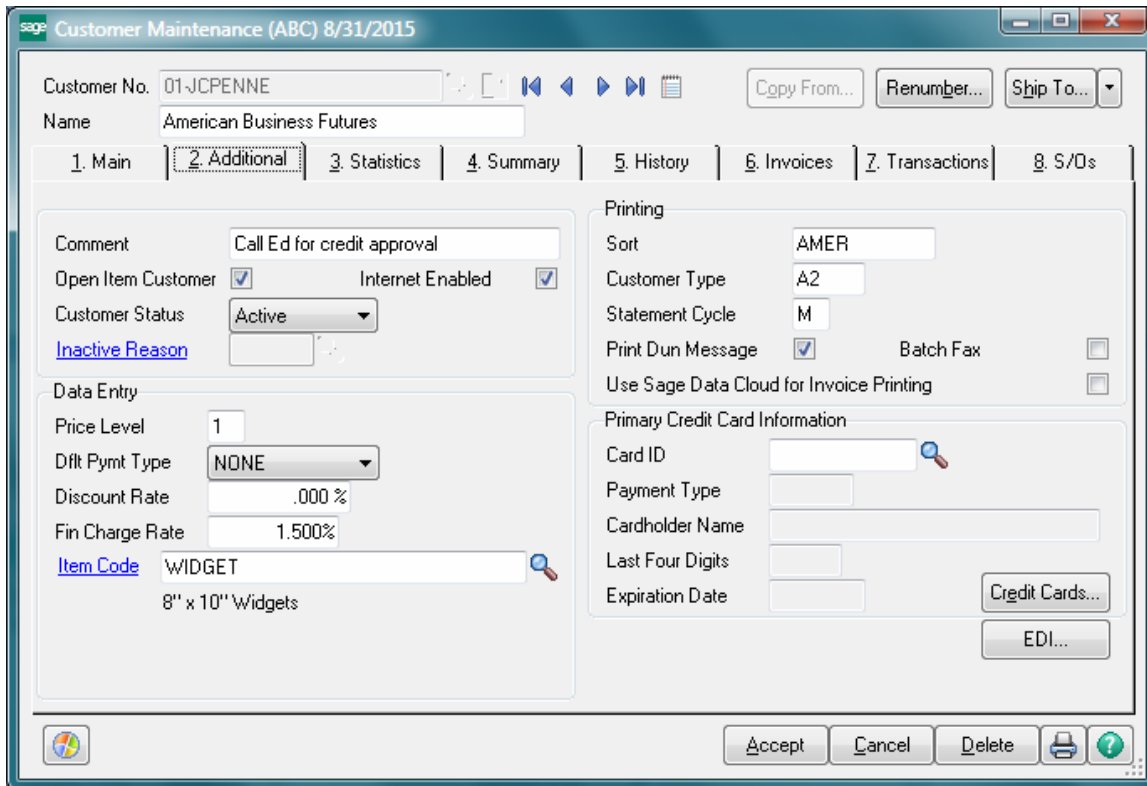 sage Customer Maintenance (ABC) 8/31/2015
Customer No. 01-JCPENNE Copy From... Renumber... Ship To...
Name American Business Futures
1. Main 2. Additional 3. Statistics 4. Summary 5. History 6. Invoices 7. Transactions 8. S/Os
Comment Call Ed for credit approval
Open Item Customer Internet Enabled
Customer Status Active
Inactive Reason
Data Entry
Price Level 1
Dflt Pymt Type NONE
Discount Rate .000 %
Fin Charge Rate 1.500%
Item Code WIDGET
8" x 10" Widgets
Printing
Sort AMER
Customer Type A2
Statement Cycle M
Print Dun Message Batch Fax
Use Sage Data Cloud for Invoice Printing
Primary Credit Card Information
Card ID
Payment Type
Cardholder Name
Last Four Digits
Expiration Date Credit Cards...
EDI...
Accept Cancel Delete